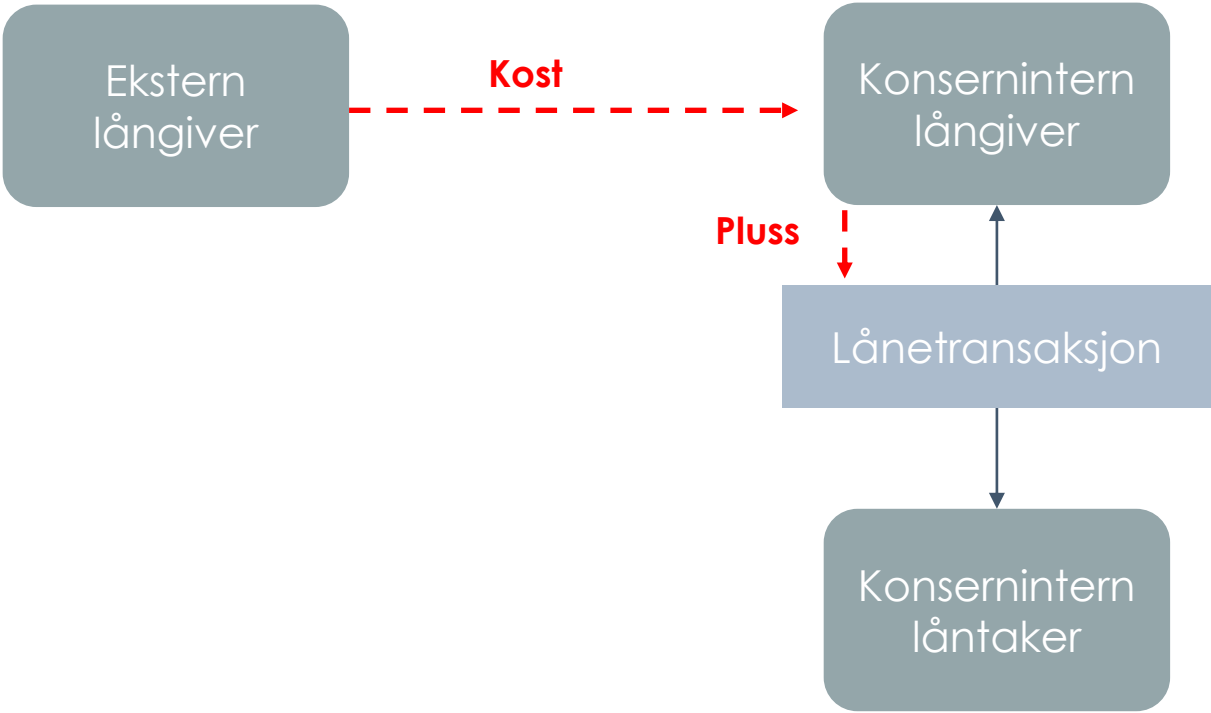 Ekstern
långiver
Kost
Konsernintern
långiver
Pluss
Lånetransaksjon
Konsernintern
låntaker